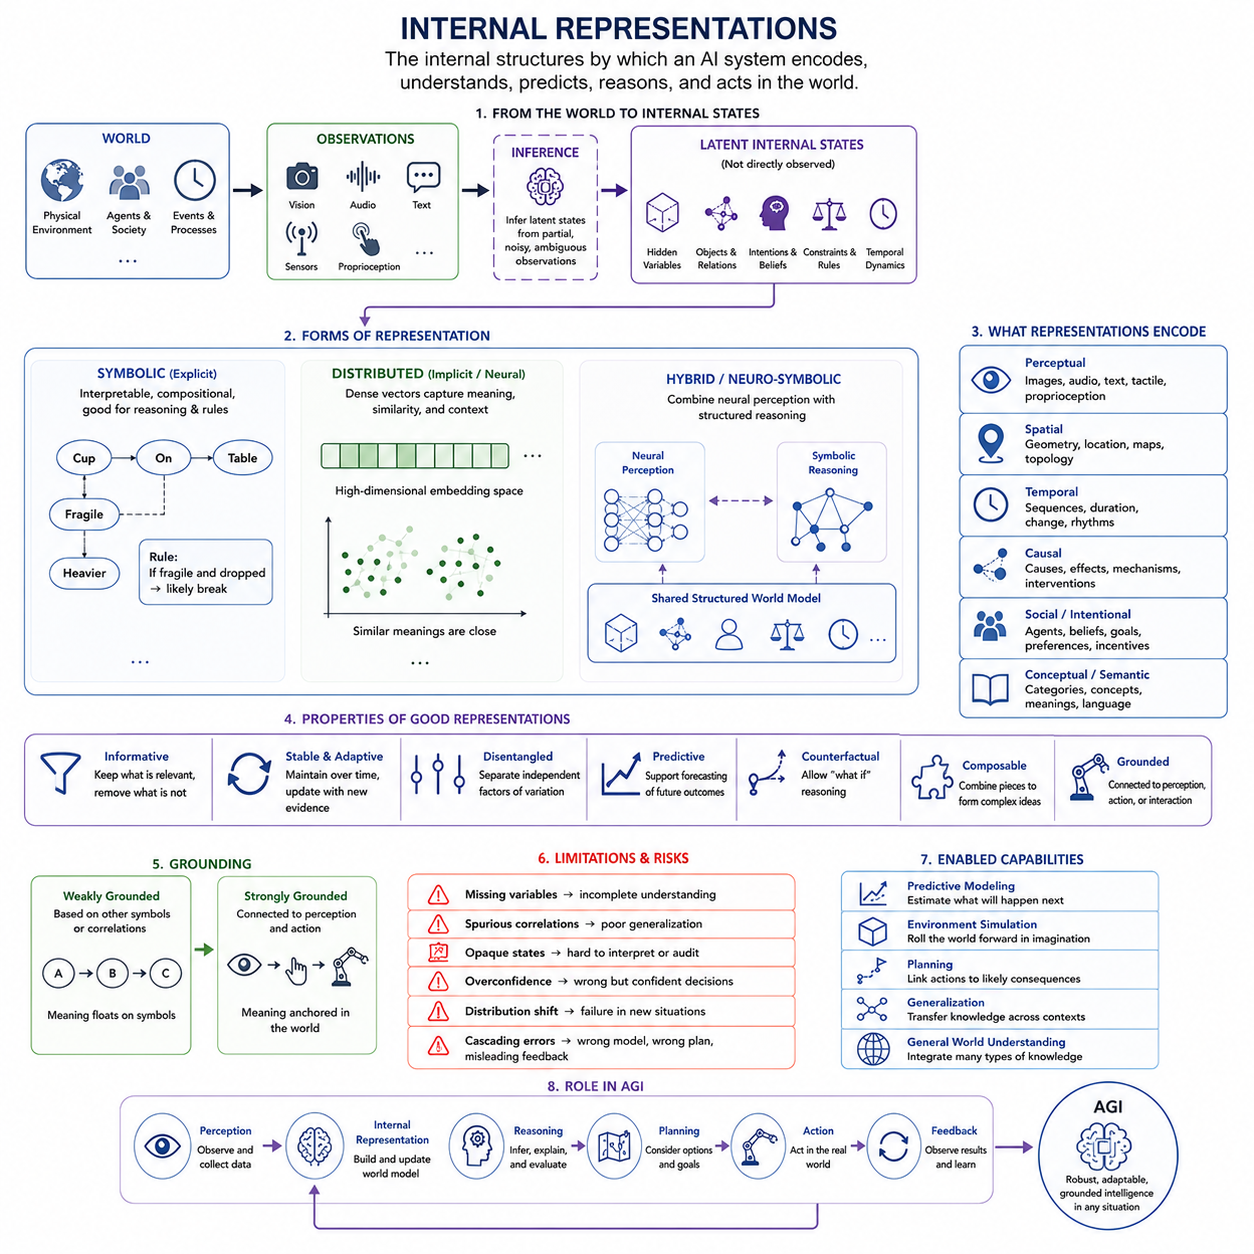 INTERNAL REPRESENTATIONS
The internal structures by which an AI system encodes,
understands, predicts, reasons, and acts in the world.
1. FROM THE WORLD TO INTERNAL STATES
WORLD
Physical
Environment
Agents &
Society
Events &
Processes
...
OBSERVATIONS
Vision
Audio
Text
Sensors
Proprioception
...
INFERENCE
Infer latent states
from partial,
noisy, ambiguous
observations
LATENT INTERNAL STATES
(Not directly observed)
Hidden
Variables
Objects &
Relations
Intentions &
Beliefs
Constraints &
Rules
Temporal
Dynamics
2. FORMS OF REPRESENTATION
SYMBOLIC (Explicit)
Interpretable, compositional,
good for reasoning & rules
Cup
On
Table
Fragile
Heavier
Rule:
If fragile and dropped
→ likely break
...
DISTRIBUTED (Implicit / Neural)
Dense vectors capture meaning,
similarity, and context
...
High-dimensional embedding space
Similar meanings are close
...
HYBRID / NEURO-SYMBOLIC
Combine neural perception with
structured reasoning
Neural
Perception
Symbolic
Reasoning
Shared Structured World Model
...
3. WHAT REPRESENTATIONS ENCODE
Perceptual
Images, audio, text, tactile,
proprioception
Spatial
Geometry, location, maps,
topology
Temporal
Sequences, duration,
change, rhythms
Causal
Causes, effects, mechanisms,
interventions
Social / Intentional
Agents, beliefs, goals,
preferences, incentives
Conceptual / Semantic
Categories, concepts,
meanings, language
4. PROPERTIES OF GOOD REPRESENTATIONS
Informative
Keep what is relevant,
remove what is not
Stable & Adaptive
Maintain over time,
update with new
evidence
Disentangled
Separate independent
factors of variation
Predictive
Support forecasting
of future outcomes
Counterfactual
Allow "what if"
reasoning
Composable
Combine pieces to
form complex ideas
Grounded
Connected to perception,
action, or interaction
5. GROUNDING
Weakly Grounded
Based on other symbols
or correlations
A → B → C
Meaning floats on symbols
Strongly Grounded
Connected to perception
and action
Meaning anchored in
the world
6. LIMITATIONS & RISKS
Missing variables → incomplete understanding
Spurious correlations → poor generalization
Opaque states → hard to interpret or audit
Overconfidence → wrong but confident decisions
Distribution shift → failure in new situations
Cascading errors → wrong model, wrong plan,
misleading feedback
7. ENABLED CAPABILITIES
Predictive Modeling
Estimate what will happen next
Environment Simulation
Roll the world forward in imagination
Planning
Link actions to likely consequences
Generalization
Transfer knowledge across contexts
General World Understanding
Integrate many types of knowledge
8. ROLE IN AGI
Perception
Observe and
collect data
Internal
Representation
Build and update
world model
Reasoning
Infer, explain,
and evaluate
Planning
Consider options
and goals
Action
Act in the real
world
Feedback
Observe results
and learn
AGI
Robust, adaptable,
grounded intelligence
in any situation